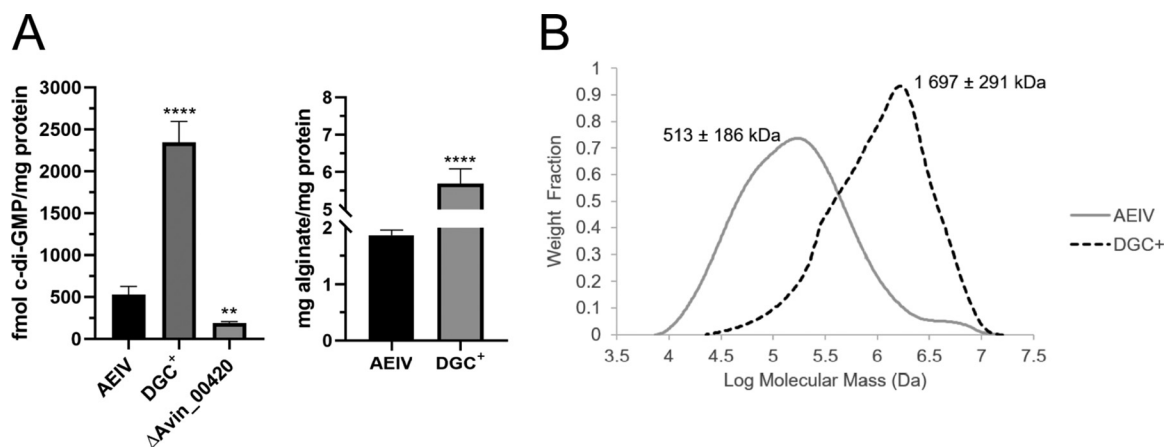 A
B
fmol c-di-GMP/mg protein
3000
2500
2000
1500
1000
500
0
****
**
AEIV
DGC+
ΔAvin_00420
mg alginate/mg protein
8
7
6
5
2
1
0
****
AEIV
DGC+
Weight Fraction
1
0.9
0.8
0.7
0.6
0.5
0.4
0.3
0.2
0.1
0
513 ± 186 kDa
1 697 ± 291 kDa
3.5 4 4.5 5 5.5 6 6.5 7 7.5
Log Molecular Mass (Da)
AEIV
DGC+